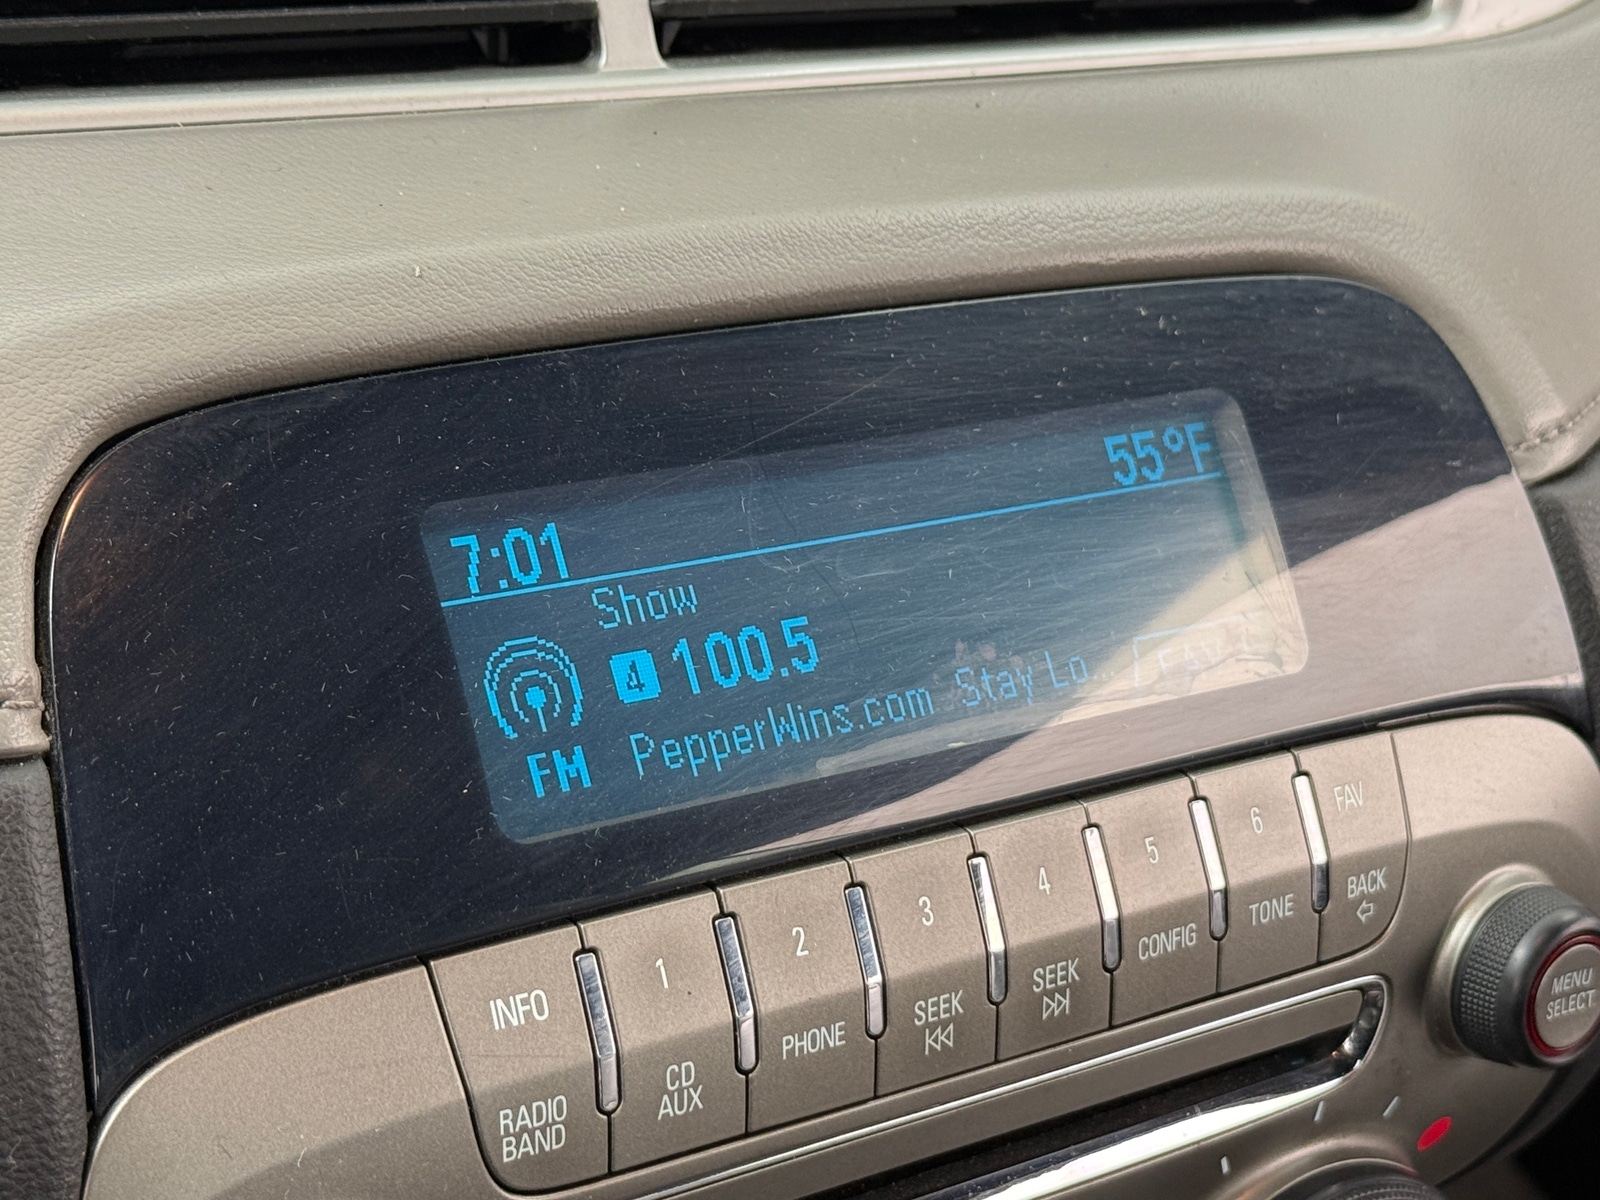 55°F
7:01
Show
4 100.5
FM PepperWins.com Stay Lo...
INFO 1 2 3 4 5 6 FAV
RADIO BAND
CD AUX
PHONE
SEEK
SEEK
CONFIG
TONE
BACK
MENU
SELECT